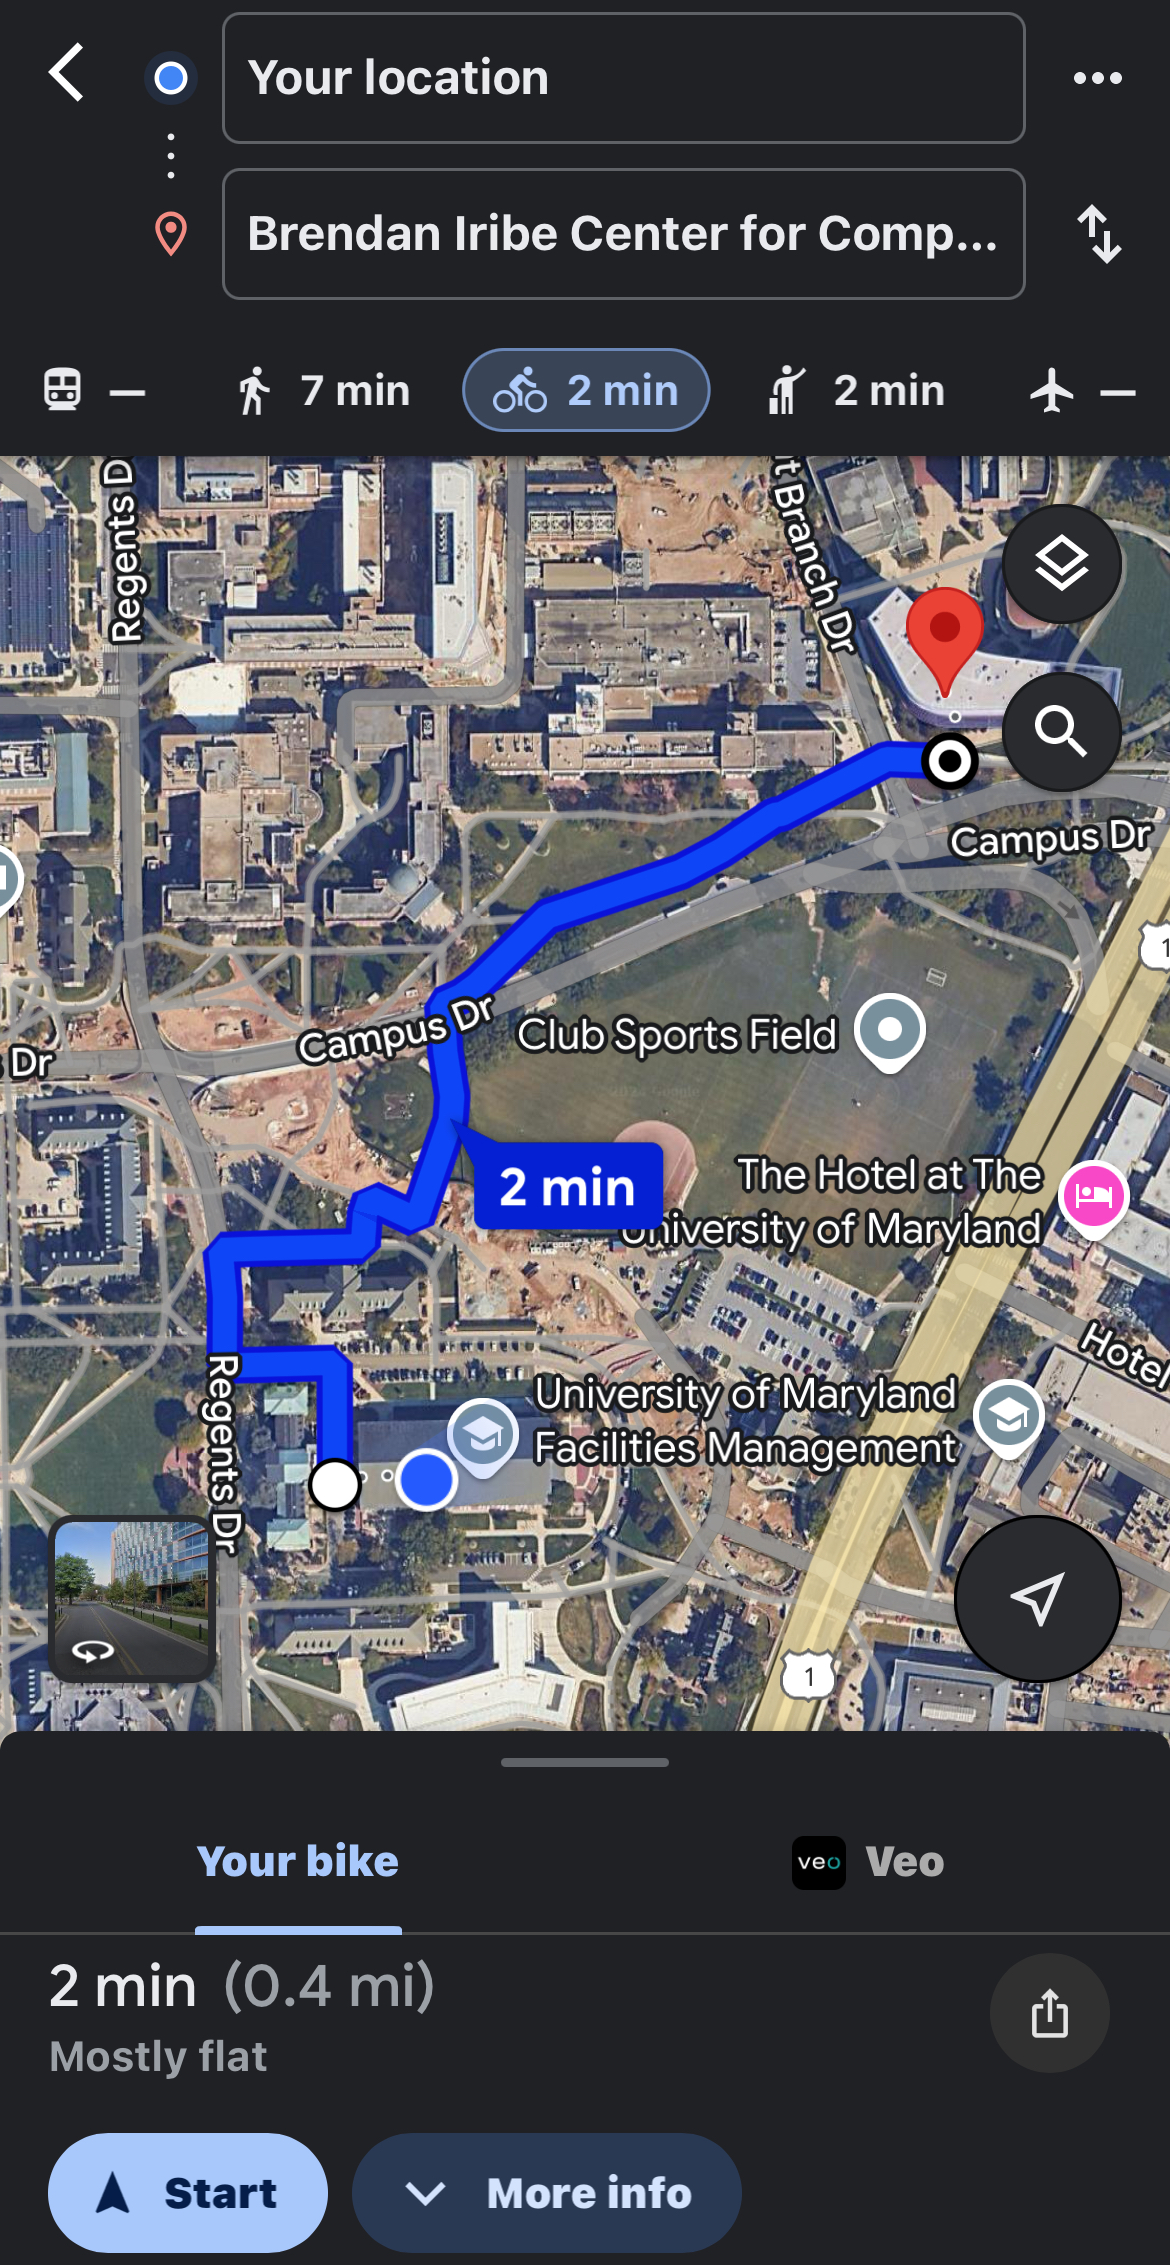 Your location
Brendan Iribe Center for Comp...
7 min
2 min
2 min
Regents D
t Branch Dr
Campus Dr
1
Campus Dr
Dr
Club Sports Field
2 min
The Hotel at The
University of Maryland
Hotel
University of Maryland
Facilities Management
Regents Dr
1
Your bike
veo
Veo
2 min (0.4 mi)
Mostly flat
Start
More info